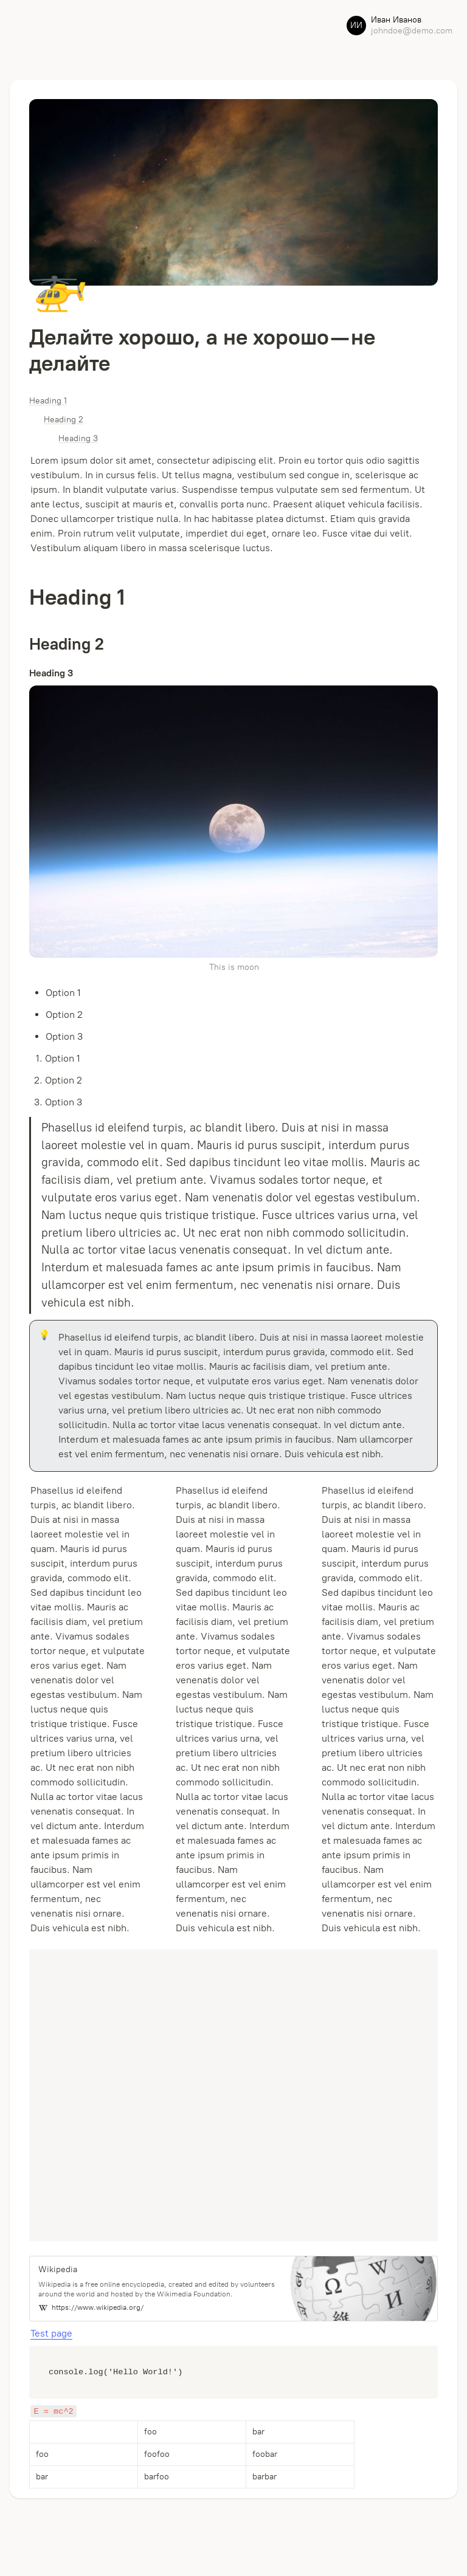 ИИ
Иван Иванов
johndoe@demo.com
Делайте хорошо, а не хорошо — не
делайте
Heading 1
Heading 2
Heading 3
Lorem ipsum dolor sit amet, consectetur adipiscing elit. Proin eu tortor quis odio sagittis
vestibulum. In in cursus felis. Ut tellus magna, vestibulum sed congue in, scelerisque ac
ipsum. In blandit vulputate varius. Suspendisse tempus vulputate sem sed fermentum. Ut
ante lectus, suscipit at mauris et, convallis porta nunc. Praesent aliquet vehicula facilisis.
Donec ullamcorper tristique nulla. In hac habitasse platea dictumst. Etiam quis gravida
enim. Proin rutrum velit vulputate, imperdiet dui eget, ornare leo. Fusce vitae dui velit.
Vestibulum aliquam libero in massa scelerisque luctus.
Heading 1
Heading 2
Heading 3
This is moon
• Option 1
• Option 2
• Option 3
1. Option 1
2. Option 2
3. Option 3
Phasellus id eleifend turpis, ac blandit libero. Duis at nisi in massa
laoreet molestie vel in quam. Mauris id purus suscipit, interdum purus
gravida, commodo elit. Sed dapibus tincidunt leo vitae mollis. Mauris ac
facilisis diam, vel pretium ante. Vivamus sodales tortor neque, et
vulputate eros varius eget. Nam venenatis dolor vel egestas vestibulum.
Nam luctus neque quis tristique tristique. Fusce ultrices varius urna, vel
pretium libero ultricies ac. Ut nec erat non nibh commodo sollicitudin.
Nulla ac tortor vitae lacus venenatis consequat. In vel dictum ante.
Interdum et malesuada fames ac ante ipsum primis in faucibus. Nam
ullamcorper est vel enim fermentum, nec venenatis nisi ornare. Duis
vehicula est nibh.
Phasellus id eleifend turpis, ac blandit libero. Duis at nisi in massa laoreet molestie
vel in quam. Mauris id purus suscipit, interdum purus gravida, commodo elit. Sed
dapibus tincidunt leo vitae mollis. Mauris ac facilisis diam, vel pretium ante.
Vivamus sodales tortor neque, et vulputate eros varius eget. Nam venenatis dolor
vel egestas vestibulum. Nam luctus neque quis tristique tristique. Fusce ultrices
varius urna, vel pretium libero ultricies ac. Ut nec erat non nibh commodo
sollicitudin. Nulla ac tortor vitae lacus venenatis consequat. In vel dictum ante.
Interdum et malesuada fames ac ante ipsum primis in faucibus. Nam ullamcorper
est vel enim fermentum, nec venenatis nisi ornare. Duis vehicula est nibh.
Phasellus id eleifend
turpis, ac blandit libero.
Duis at nisi in massa
laoreet molestie vel in
quam. Mauris id purus
suscipit, interdum purus
gravida, commodo elit.
Sed dapibus tincidunt leo
vitae mollis. Mauris ac
facilisis diam, vel pretium
ante. Vivamus sodales
tortor neque, et vulputate
eros varius eget. Nam
venenatis dolor vel
egestas vestibulum. Nam
luctus neque quis
tristique tristique. Fusce
ultrices varius urna, vel
pretium libero ultricies
ac. Ut nec erat non nibh
commodo sollicitudin.
Nulla ac tortor vitae lacus
venenatis consequat. In
vel dictum ante. Interdum
et malesuada fames ac
ante ipsum primis in
faucibus. Nam
ullamcorper est vel enim
fermentum, nec
venenatis nisi ornare.
Duis vehicula est nibh.
Phasellus id eleifend
turpis, ac blandit libero.
Duis at nisi in massa
laoreet molestie vel in
quam. Mauris id purus
suscipit, interdum purus
gravida, commodo elit.
Sed dapibus tincidunt leo
vitae mollis. Mauris ac
facilisis diam, vel pretium
ante. Vivamus sodales
tortor neque, et vulputate
eros varius eget. Nam
venenatis dolor vel
egestas vestibulum. Nam
luctus neque quis
tristique tristique. Fusce
ultrices varius urna, vel
pretium libero ultricies
ac. Ut nec erat non nibh
commodo sollicitudin.
Nulla ac tortor vitae lacus
venenatis consequat. In
vel dictum ante. Interdum
et malesuada fames ac
ante ipsum primis in
faucibus. Nam
ullamcorper est vel enim
fermentum, nec
venenatis nisi ornare.
Duis vehicula est nibh.
Phasellus id eleifend
turpis, ac blandit libero.
Duis at nisi in massa
laoreet molestie vel in
quam. Mauris id purus
suscipit, interdum purus
gravida, commodo elit.
Sed dapibus tincidunt leo
vitae mollis. Mauris ac
facilisis diam, vel pretium
ante. Vivamus sodales
tortor neque, et vulputate
eros varius eget. Nam
venenatis dolor vel
egestas vestibulum. Nam
luctus neque quis
tristique tristique. Fusce
ultrices varius urna, vel
pretium libero ultricies
ac. Ut nec erat non nibh
commodo sollicitudin.
Nulla ac tortor vitae lacus
venenatis consequat. In
vel dictum ante. Interdum
et malesuada fames ac
ante ipsum primis in
faucibus. Nam
ullamcorper est vel enim
fermentum, nec
venenatis nisi ornare.
Duis vehicula est nibh.
Wikipedia
Wikipedia is a free online encyclopedia, created and edited by volunteers
around the world and hosted by the Wikimedia Foundation.
W https://www.wikipedia.org/
Ω W И 維
Test page
console.log('Hello World!')
E = mc^2
foo bar
foo foofoo foobar
bar barfoo barbar